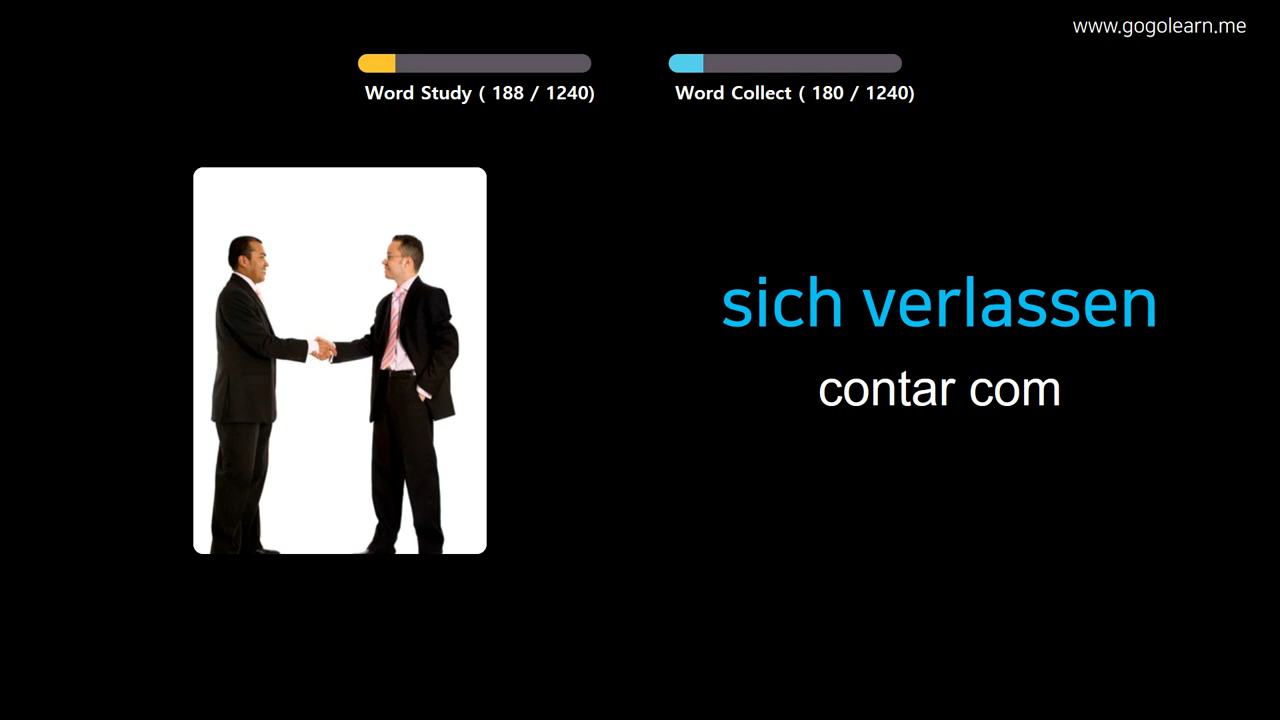 www.gogolearn.me
Word Study ( 188 / 1240)
Word Collect ( 180 / 1240)
sich verlassen
contar com